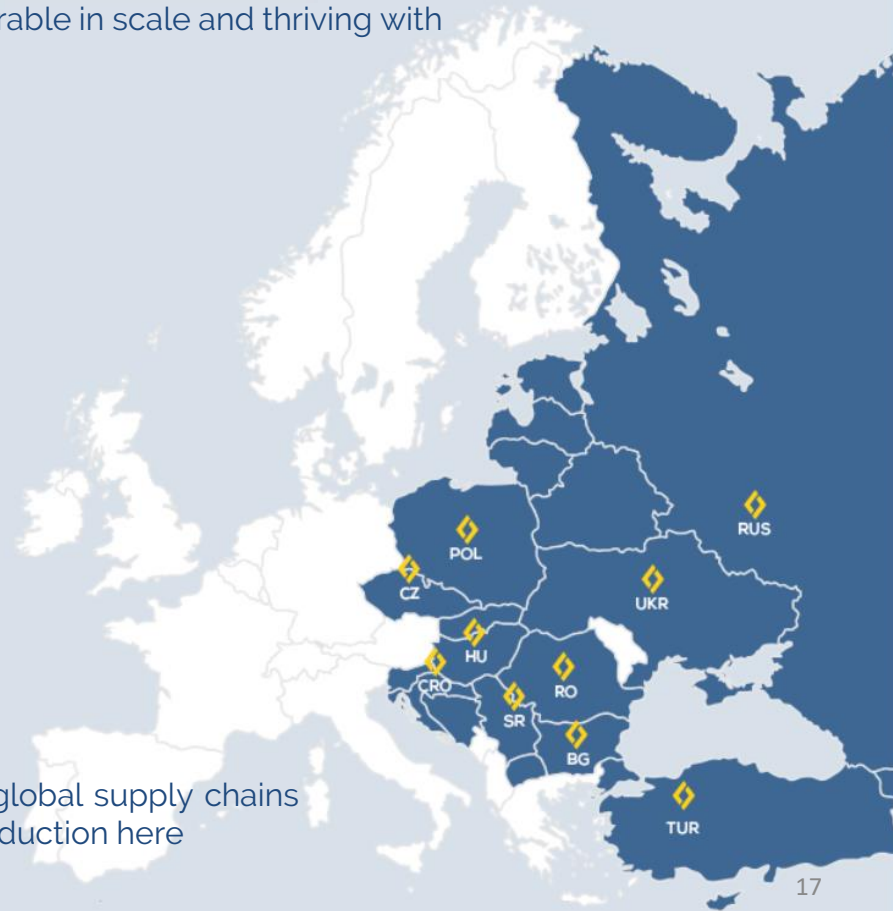 rable in scale and thriving with
RUS
POL
CZ
UKR
HU
CRO
RO
SR
BG
global supply chains
duction here
TUR
17